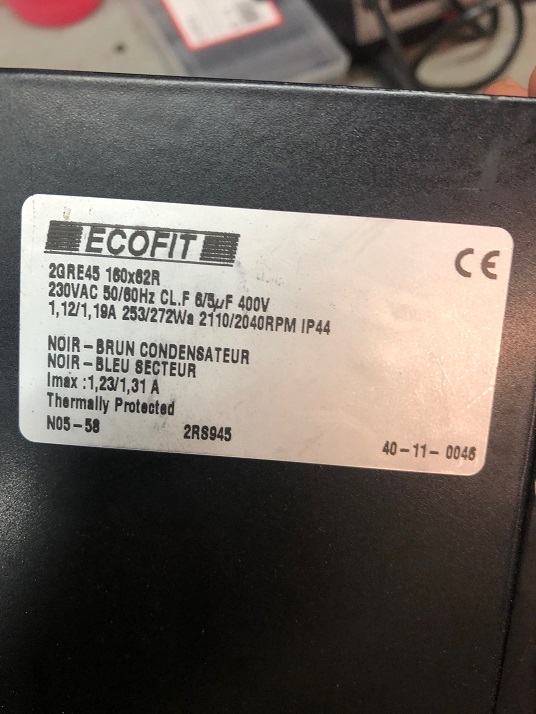 ECOFIT
CE
2GRE45 160x62R
230VAC 50/60Hz CL.F 6/5µF 400V
1,12/1,19A 253/272Wa 2110/2040RPM IP44
NOIR-BRUN CONDENSATEUR
NOIR-BLEU SECTEUR
Imax :1,23/1,31 A
Thermally Protected
N05-58 2RS945 40-11-0046